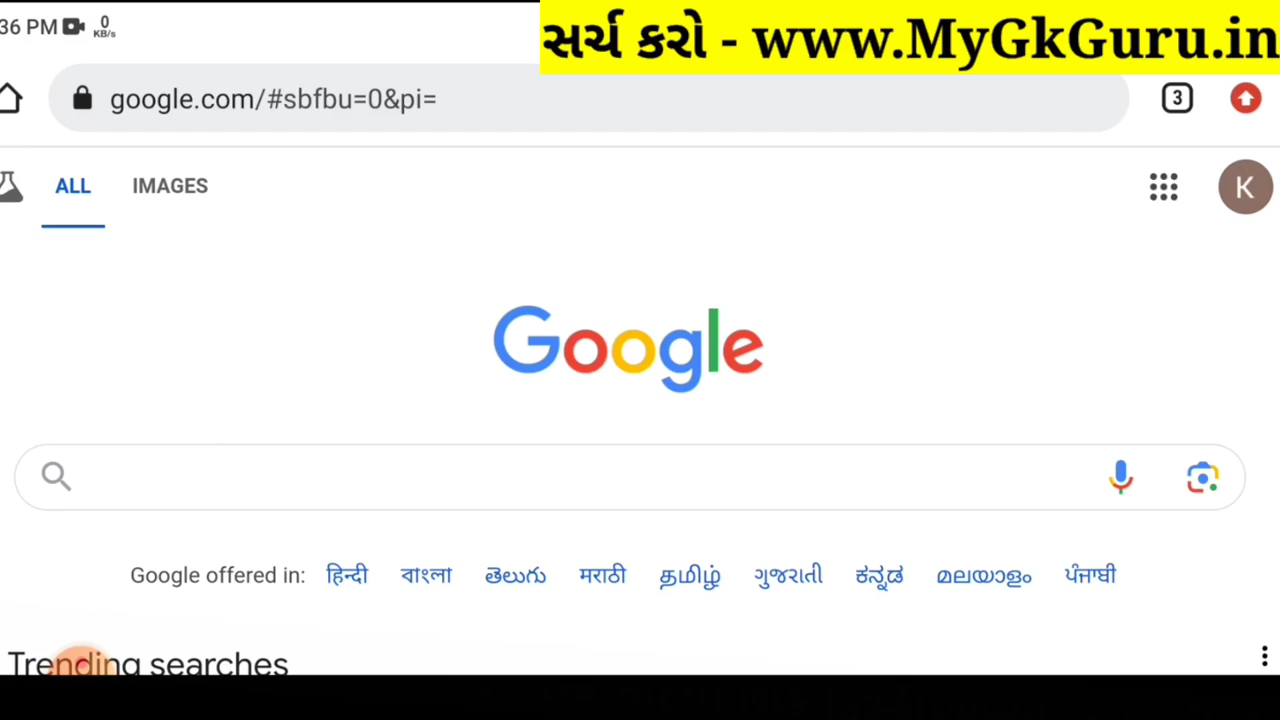 36 PM 0 KB/s
સર્ચ કરો - www.MyGkGuru.in
google.com/#sbfbu=0&pi=
3
ALL IMAGES
K
Google
Google offered in: हिन्दी বাংলা తెలుగు मराठी தமிழ் ગુજરાતી ಕನ್ನಡ മലയാളം ਪੰਜਾਬੀ
Trending searches